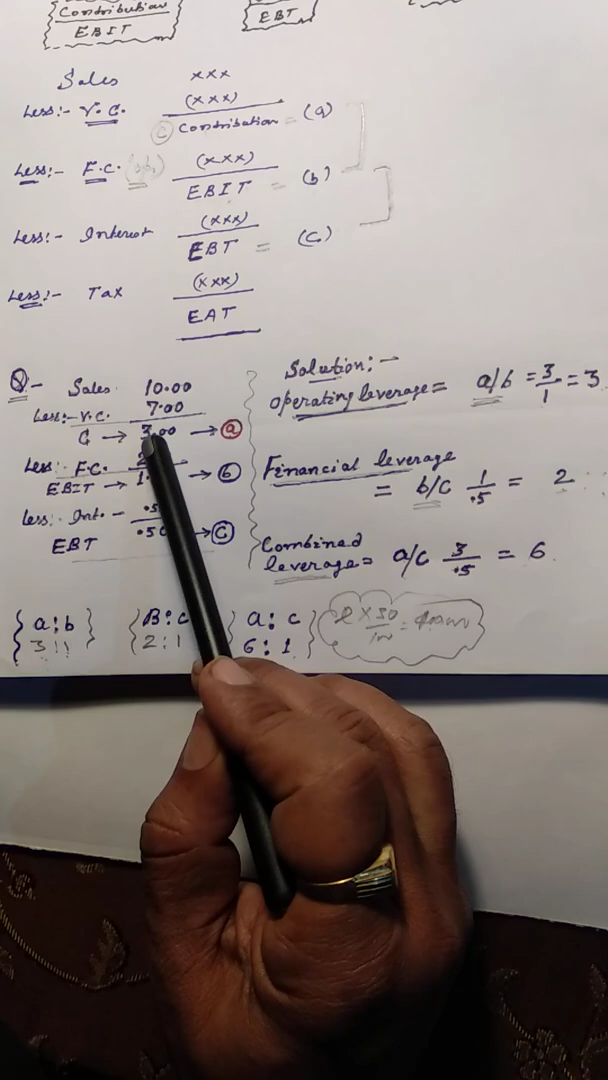 Contribution
EBIT
EBT
Sales xxx
Less:- V.C. (xxx)
Contribution = (a)
Less:- F.C. (xxx)
EBIT = (b)
Less:- Interest (xxx)
EBT = (C)
Less:- Tax (xxx)
EAT
Q- Sales 10.00
Less:- V.C. 7.00
C → 3.00 → a
Less:- F.C.
EBIT → 1. → b
Less:- Int. - .5
EBT .50 → C
Solution:-
Operating leverage = a/b = 3/1 = 3
Financial leverage
= b/c 1/.5 = 2
Combined
leverage = a/c 3/.5 = 6
{a:b} {B:c {a:c}
3:1 2:1 6:1